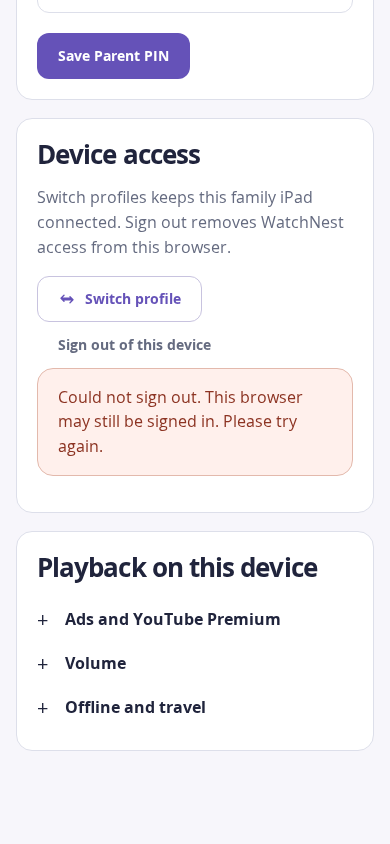 Save Parent PIN
Device access
Switch profiles keeps this family iPad
connected. Sign out removes WatchNest
access from this browser.
Switch profile
Sign out of this device
Could not sign out. This browser
may still be signed in. Please try
again.
Playback on this device
+ Ads and YouTube Premium
+ Volume
+ Offline and travel